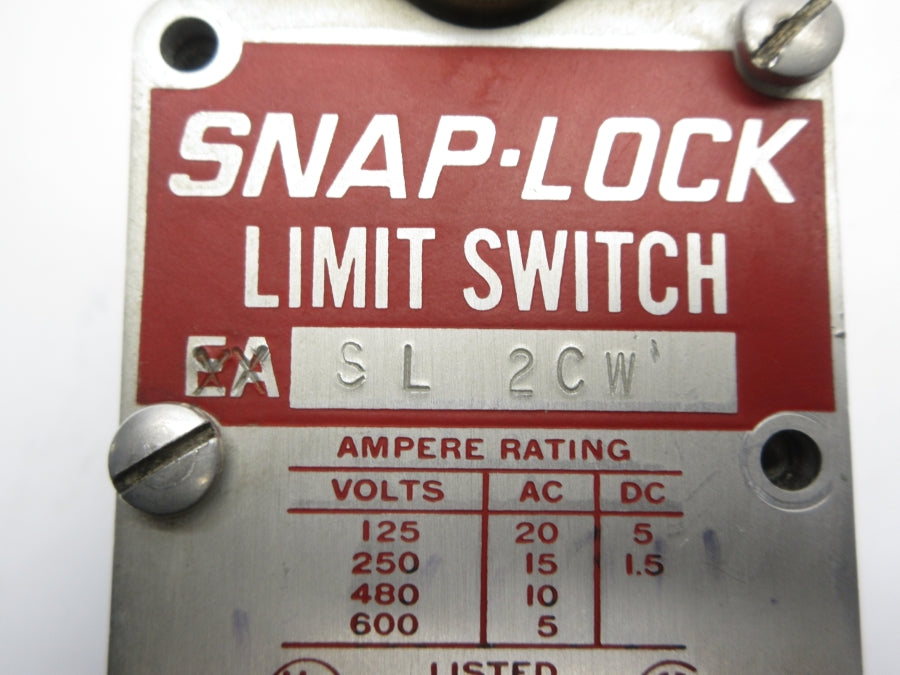 SNAP·LOCK
LIMIT SWITCH
EA SL 2CW
AMPERE RATING
VOLTS AC DC
125 20 5
250 15 1.5
480 10
600 5
LISTED